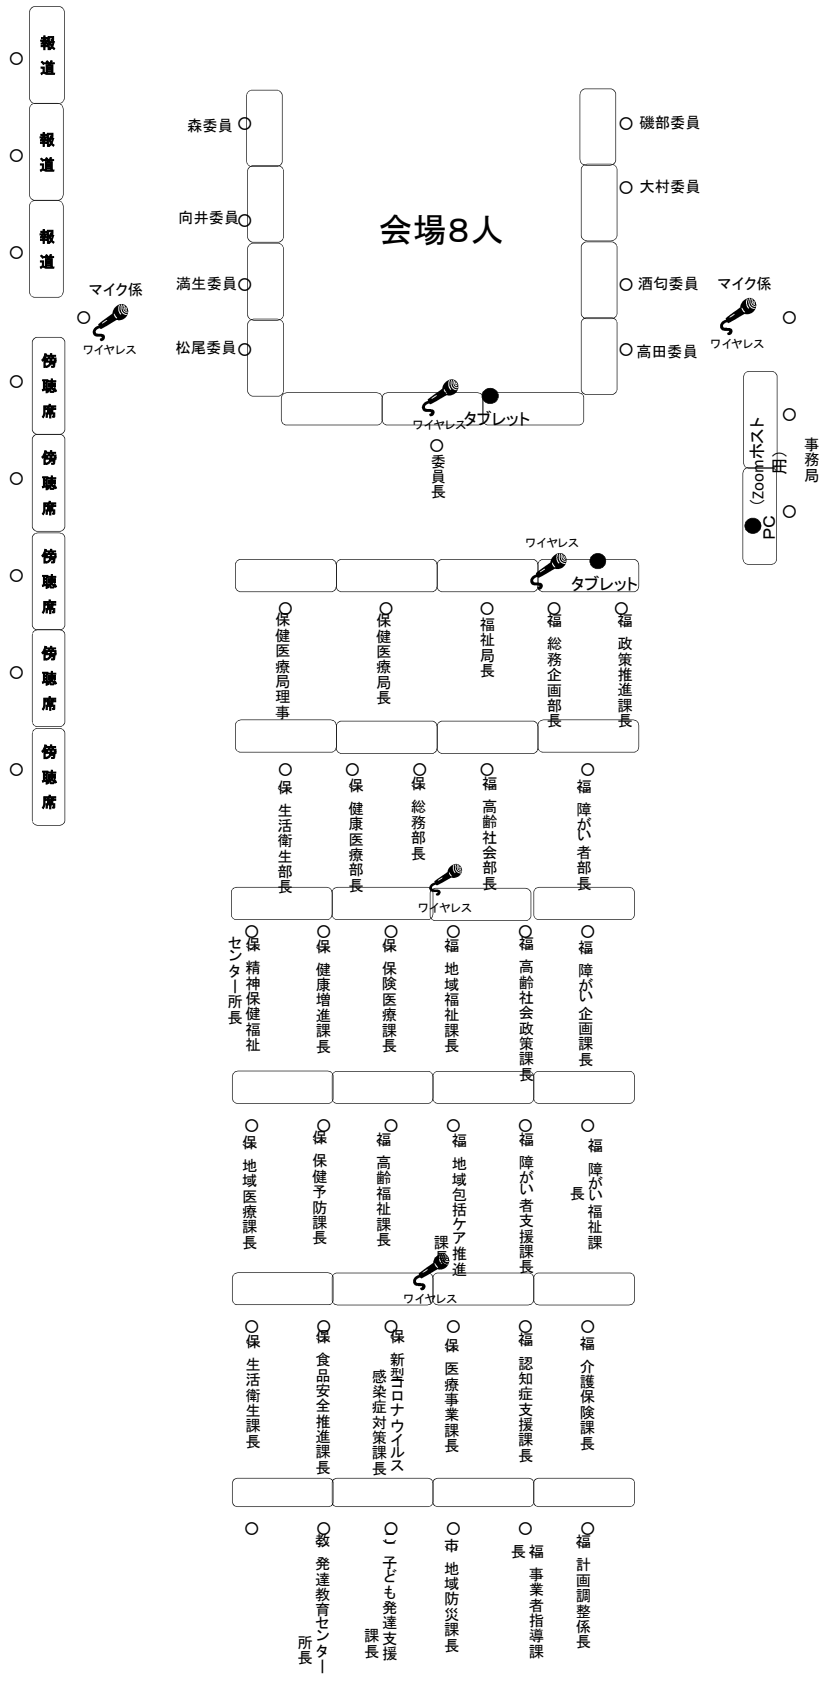 報道
報道
報道
森委員
磯部委員
向井委員
大村委員
会場8人
満生委員
酒匂委員
松尾委員
高田委員
マイク係
ワイヤレス
マイク係
ワイヤレス
傍聴席
傍聴席
傍聴席
傍聴席
傍聴席
ワイヤレス
タブレット
委員長
PC(Zoomホスト用)
事務局
ワイヤレス
タブレット
保健医療局理事
保健医療局長
福祉局長
福 総務企画部長
福 政策推進課長
保 生活衛生部長
保 健康医療部長
保 総務部長
福 高齢社会部長
福 障がい者部長
ワイヤレス
保 精神保健福祉
センター所長
保 健康増進課長
保 保険医療課長
福 地域福祉課長
福 高齢社会政策課長
福 障がい企画課長
保 地域医療課長
保 保健予防課長
福 高齢福祉課長
福 地域包括ケア推進
課長
福 障がい者支援課長
福 障がい福祉課
長
ワイヤレス
保 生活衛生課長
保 食品安全推進課長
保 新型コロナウイルス
感染症対策課長
保 医療事業課長
福 認知症支援課長
福 介護保険課長
教 発達教育センター
所長
こ 子ども発達支援
課長
市 地域防災課長
福 事業者指導課
長
福 計画調整係長